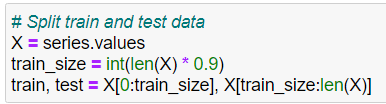 # Split train and test data
X = series.values
train_size = int(len(X) * 0.9)
train, test = X[0:train_size], X[train_size:len(X)]